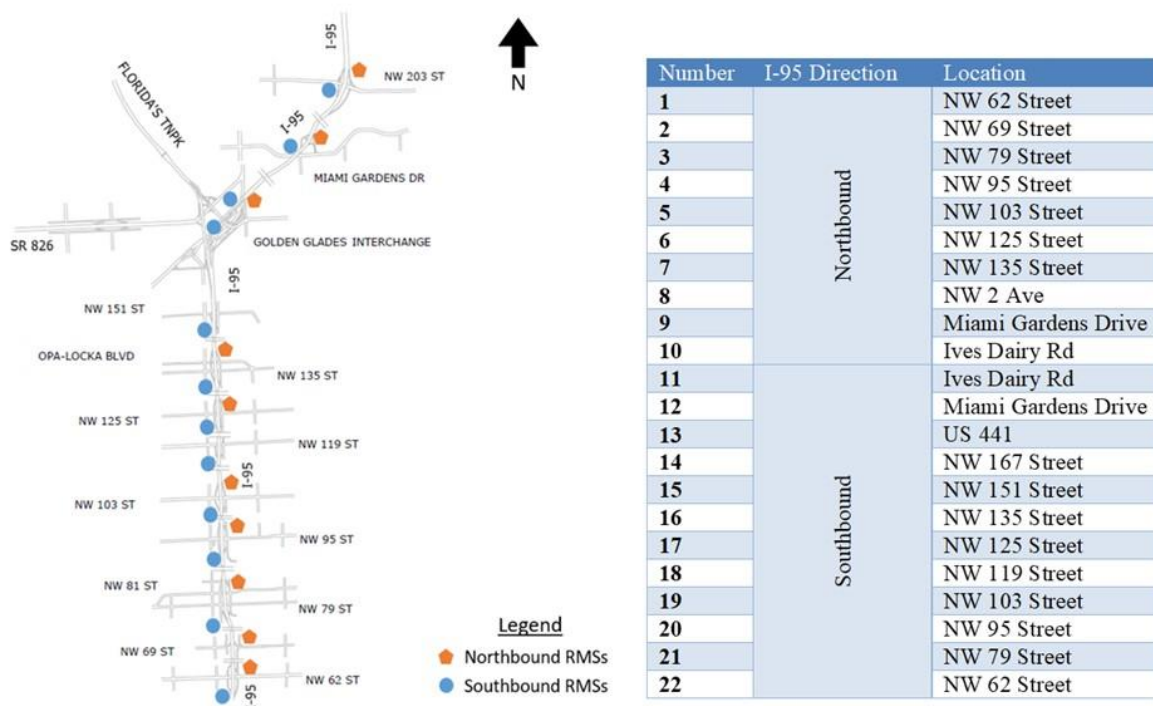 I-95
NW 203 ST
N
FLORIDA'S TNPK
I-95
MIAMI GARDENS DR
SR 826
GOLDEN GLADES INTERCHANGE
I-95
NW 151 ST
OPA-LOCKA BLVD
NW 135 ST
NW 125 ST
NW 119 ST
I-95
NW 103 ST
NW 95 ST
NW 81 ST
NW 79 ST
NW 69 ST
NW 62 ST
I-95
Legend
Northbound RMSs
Southbound RMSs
Number I-95 Direction Location
1 NW 62 Street
2 NW 69 Street
3 NW 79 Street
4 NW 95 Street
5 NW 103 Street
Northbound
6 NW 125 Street
7 NW 135 Street
8 NW 2 Ave
9 Miami Gardens Drive
10 Ives Dairy Rd
11 Ives Dairy Rd
12 Miami Gardens Drive
13 US 441
14 NW 167 Street
15 NW 151 Street
16 NW 135 Street
Southbound
17 NW 125 Street
18 NW 119 Street
19 NW 103 Street
20 NW 95 Street
21 NW 79 Street
22 NW 62 Street